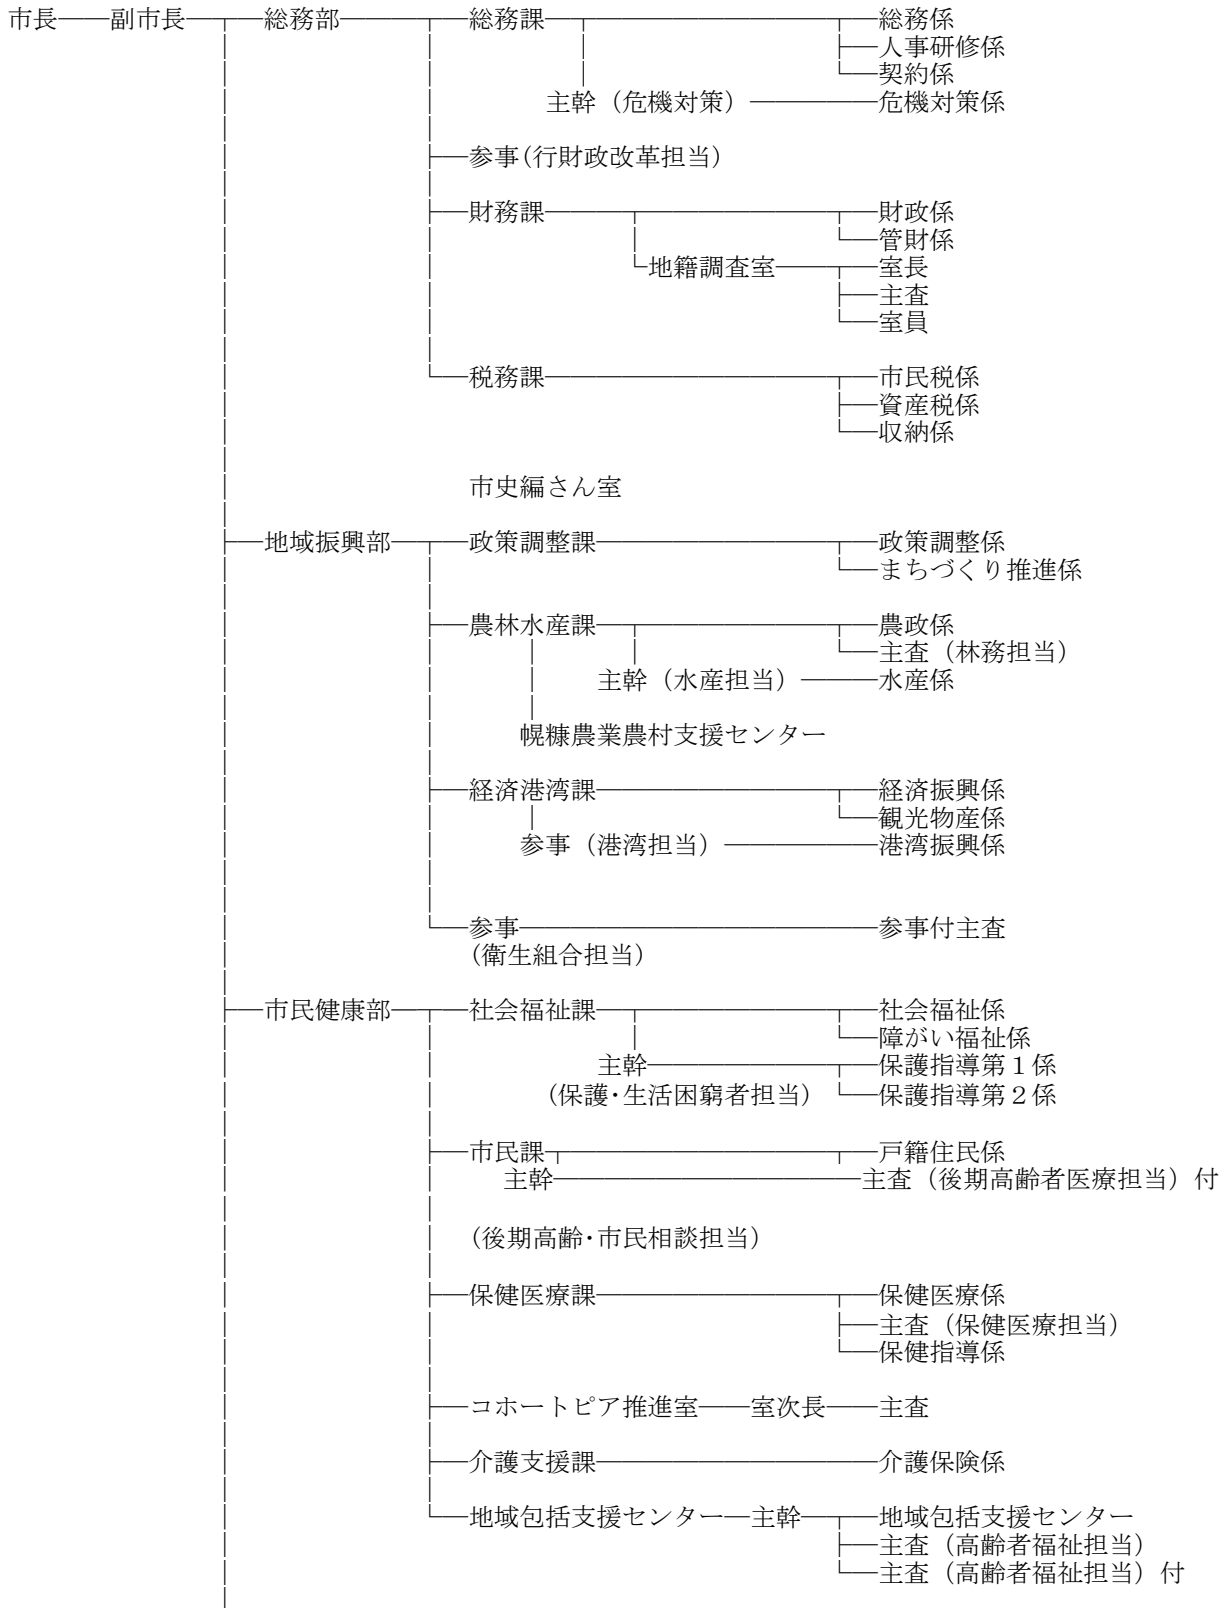 市長 副市長 総務部 総務課 総務係
人事研修係
契約係
主幹（危機対策） 危機対策係
参事(行財政改革担当)
財務課 財政係
管財係
地籍調査室 室長
主査
室員
税務課 市民税係
資産税係
収納係
市史編さん室
地域振興部 政策調整課 政策調整係
まちづくり推進係
農林水産課 農政係
主査（林務担当）
主幹（水産担当） 水産係
幌糠農業農村支援センター
経済港湾課 経済振興係
観光物産係
参事（港湾担当） 港湾振興係
参事 参事付主査
(衛生組合担当)
市民健康部 社会福祉課 社会福祉係
障がい福祉係
主幹 保護指導第１係
(保護･生活困窮者担当) 保護指導第２係
市民課 戸籍住民係
主幹 主査（後期高齢者医療担当）付
(後期高齢･市民相談担当)
保健医療課 保健医療係
主査（保健医療担当）
保健指導係
コホートピア推進室 室次長 主査
介護支援課 介護保険係
地域包括支援センター 主幹 地域包括支援センター
主査（高齢者福祉担当）
主査（高齢者福祉担当）付